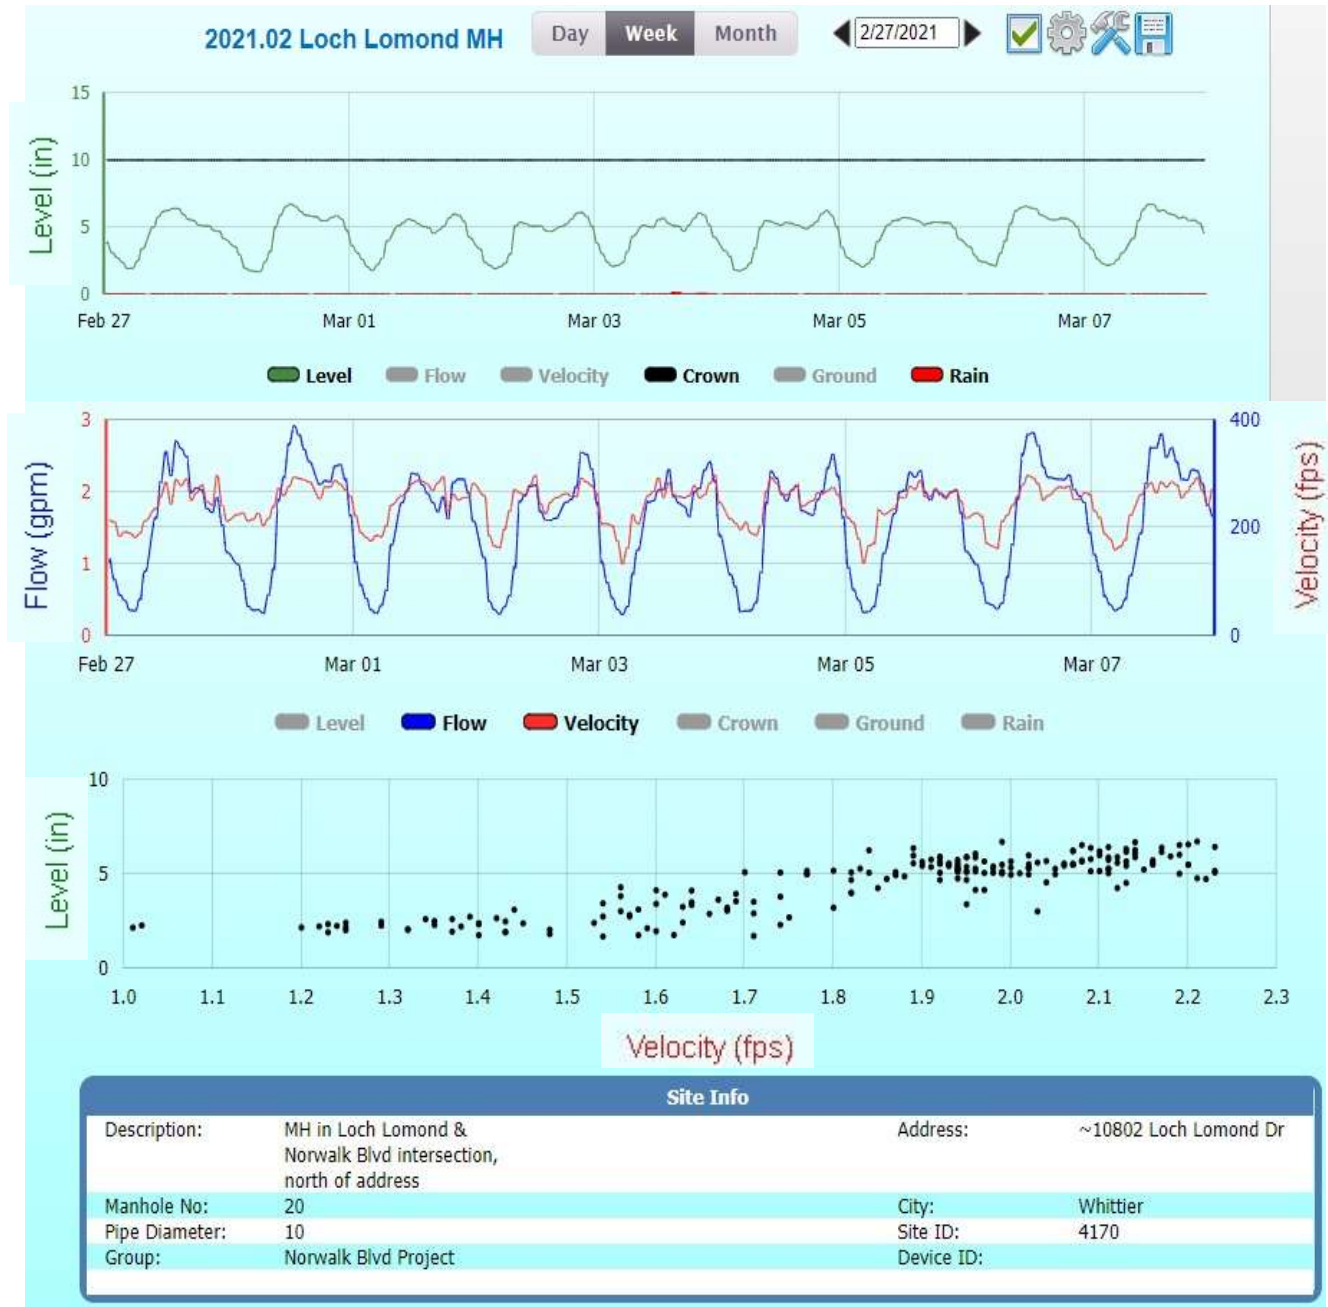 2021.02 Loch Lomond MH Day Week Month 2/27/2021
Level (in)
15
10
5
0
Feb 27 Mar 01 Mar 03 Mar 05 Mar 07
Level Flow Velocity Crown Ground Rain
Flow (gpm)
3
2
1
0
400
200
0
Velocity (fps)
Feb 27 Mar 01 Mar 03 Mar 05 Mar 07
Level Flow Velocity Crown Ground Rain
Level (in)
10
5
0
1.0 1.1 1.2 1.3 1.4 1.5 1.6 1.7 1.8 1.9 2.0 2.1 2.2 2.3
Velocity (fps)
Site Info
Description: MH in Loch Lomond & Address: ~10802 Loch Lomond Dr
Norwalk Blvd intersection,
north of address
Manhole No: 20 City: Whittier
Pipe Diameter: 10 Site ID: 4170
Group: Norwalk Blvd Project Device ID: